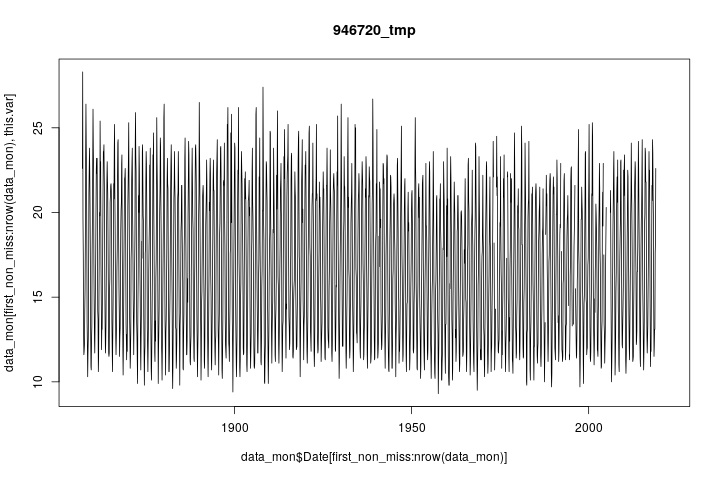 946720_tmp
data_mon[first_non_miss:nrow(data_mon), this.var]
25
20
15
10
1900
1950
2000
data_mon$Date[first_non_miss:nrow(data_mon)]